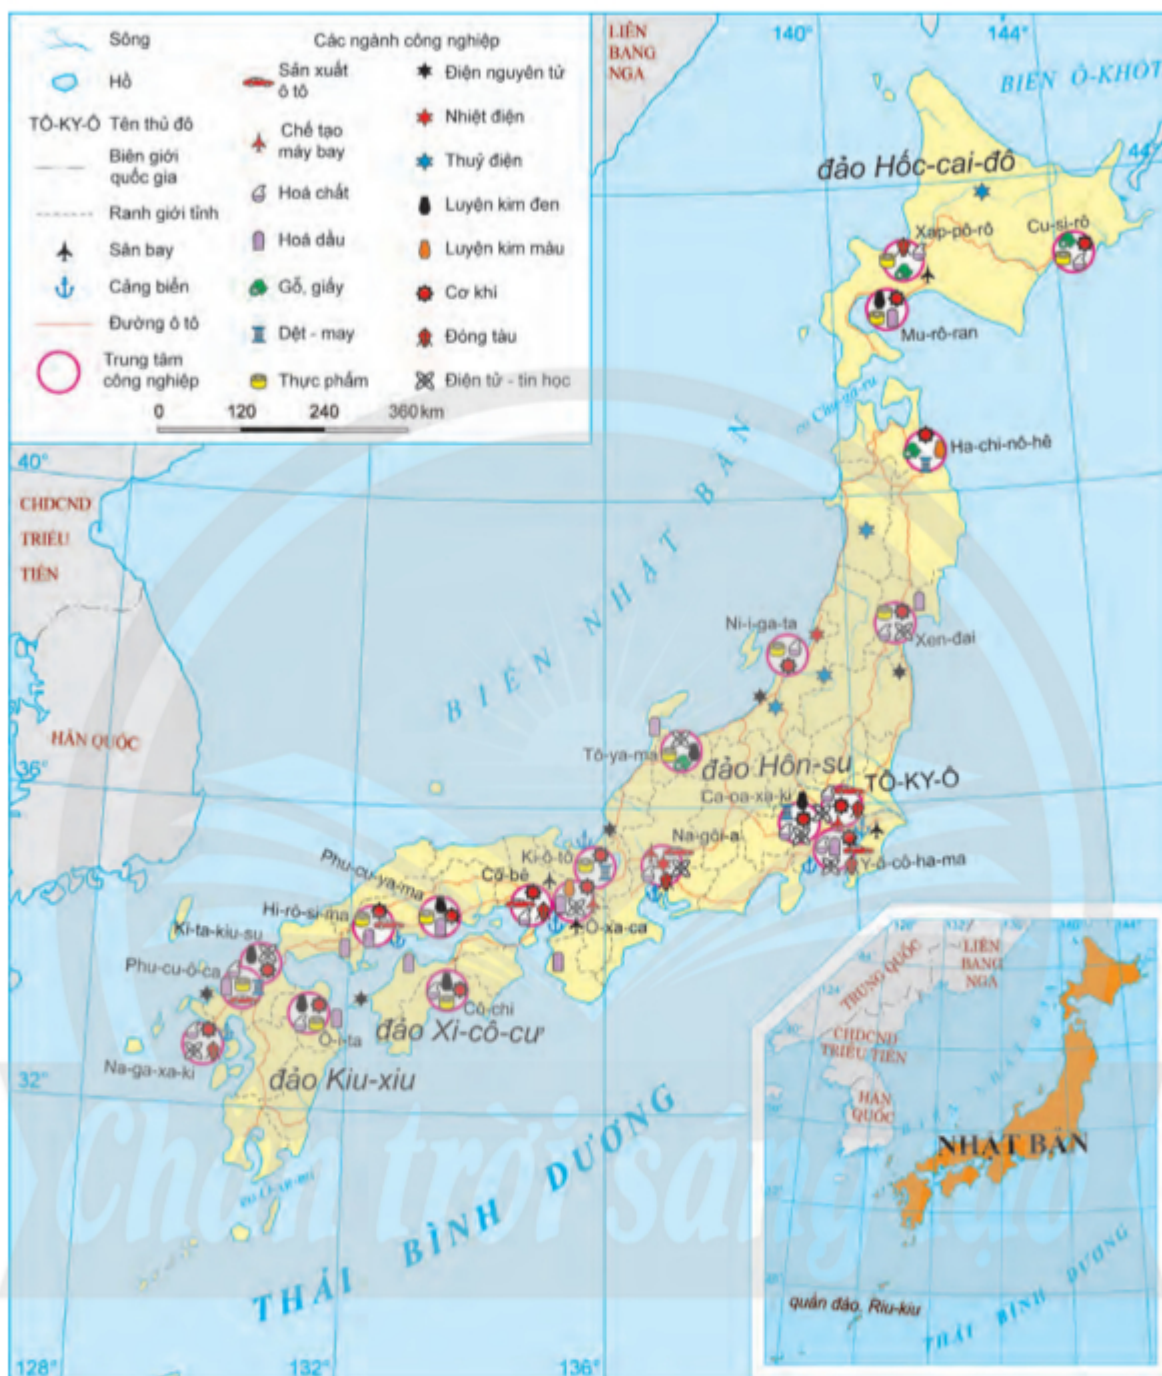 Sông
Hồ
TÔ-KY-Ô Tên thủ đô
Biên giới
quốc gia
Ranh giới tỉnh
Sân bay
Cảng biển
Đường ô tô
Trung tâm
công nghiệp
Các ngành công nghiệp
Sản xuất
ô tô
Chế tạo
máy bay
Hoá chất
Hoá dầu
Gỗ, giấy
Dệt - may
Thực phẩm
Điện nguyên tử
Nhiệt điện
Thuỷ điện
Luyện kim đen
Luyện kim màu
Cơ khí
Đóng tàu
Điện tử - tin học
0 120 240 360 km
LIÊN
BANG
NGA
140°
144°
BIỂN Ô-KHỐT
44°
đảo Hốc-cai-đô
Xap-pô-rô
Cu-si-rô
Mu-rô-ran
Ha-chi-nô-hê
40°
CHDCND
TRIỀU
TIÊN
BIỂN NHẬT BẢN
Ni-i-ga-ta
Xen-đai
HÀN QUỐC
Tô-ya-ma
đảo Hôn-su
36°
TÔ-KY-Ô
Ca-oa-xa-ki
Na-gôi-a
Y-ô-cô-ha-ma
Ki-ô-tô
Cô-bê
Phu-cu-ya-ma
Hi-rô-si-ma
Ô-xa-ca
Ki-ta-kiu-su
Phu-cu-ô-ca
Cô-chi
đảo Xi-cô-cư
Ô-i-ta
Na-ga-xa-ki
đảo Kiu-xiu
32°
THÁI BÌNH DƯƠNG
Chân trời sáng tạo
128°
132°
136°
120°
132°
144°
TRUNG QUỐC
LIÊN
BANG
NGA
CHDCND
TRIỀU TIÊN
HÀN
QUỐC
NHẬT BẢN
quần đảo Riu-kiu
THÁI BÌNH DƯƠNG